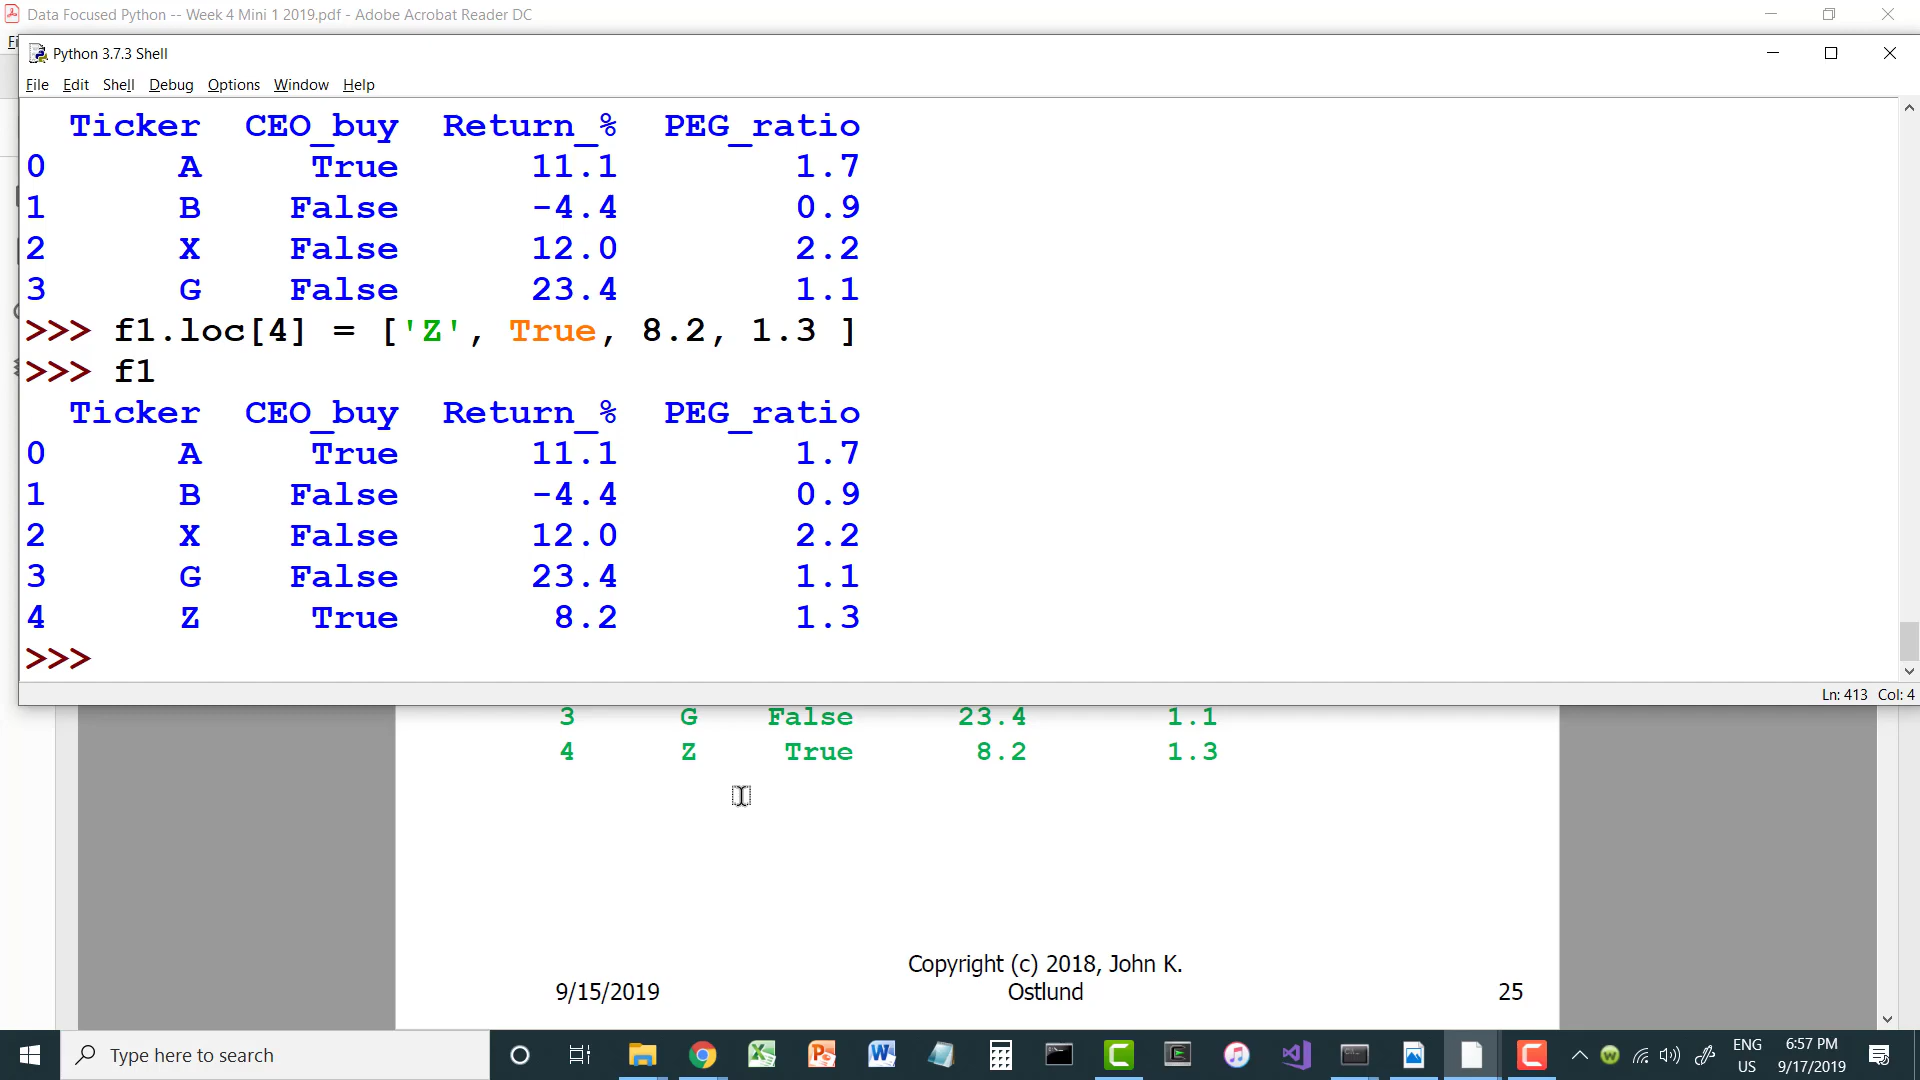 Data Focused Python -- Week 4 Mini 1 2019.pdf - Adobe Acrobat Reader DC
Python 3.7.3 Shell
File Edit Shell Debug Options Window Help
Ticker CEO_buy Return_% PEG_ratio
0 A True 11.1 1.7
1 B False -4.4 0.9
2 X False 12.0 2.2
3 G False 23.4 1.1
>>> f1.loc[4] = ['Z', True, 8.2, 1.3 ]
>>> f1
Ticker CEO_buy Return_% PEG_ratio
0 A True 11.1 1.7
1 B False -4.4 0.9
2 X False 12.0 2.2
3 G False 23.4 1.1
4 Z True 8.2 1.3
>>>
Ln: 413 Col: 4
3 G False 23.4 1.1
4 Z True 8.2 1.3
Copyright (c) 2018, John K.
9/15/2019 Ostlund 25
Type here to search
ENG 6:57 PM
US 9/17/2019